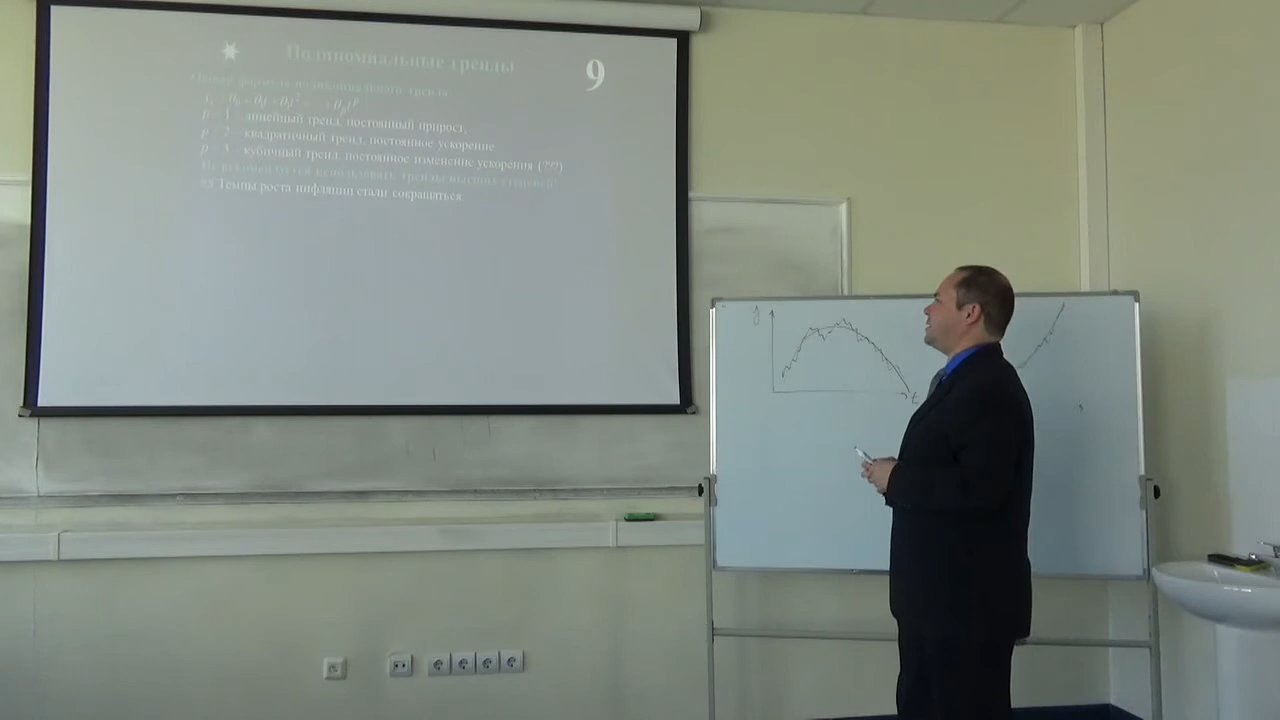 Полиномиальные тренды
9
Общая формула полиномиального тренда
p = 1 – линейный тренд, постоянный прирост,
p = 2 – квадратичный тренд, постоянное ускорение
p = 3 – кубичный тренд, постоянное изменение ускорения (???)
Не рекомендуется использовать тренды высоких степеней
Темпы роста инфляции стали сокращаться.
y